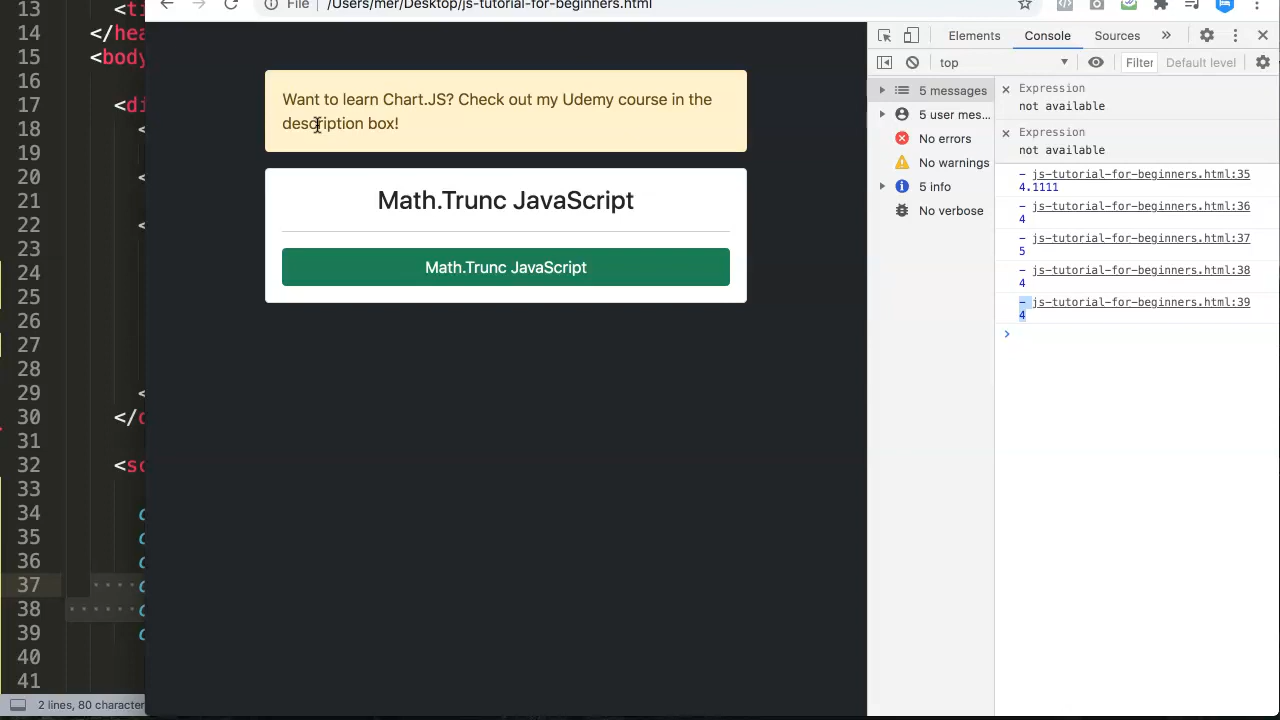 File
/Users/mer/Desktop/js-tutorial-for-beginners.html
13 <ti
14 </hea
15 <body
16
17 <di
18 <
19
20 <
21
22 <
23
24
25
26
27
28
29 <
30 </d
31
32 <sc
33
34 c
35 c
36 c
37 c
38 c
39 c
40
41
2 lines, 80 character
Want to learn Chart.JS? Check out my Udemy course in the
description box!
Math.Trunc JavaScript
Math.Trunc JavaScript
Elements Console Sources »
top Filter Default level
5 messages
5 user mes...
No errors
No warnings
5 info
No verbose
× Expression
not available
× Expression
not available
- js-tutorial-for-beginners.html:35
4.1111
- js-tutorial-for-beginners.html:36
4
- js-tutorial-for-beginners.html:37
5
- js-tutorial-for-beginners.html:38
4
- js-tutorial-for-beginners.html:39
4
>